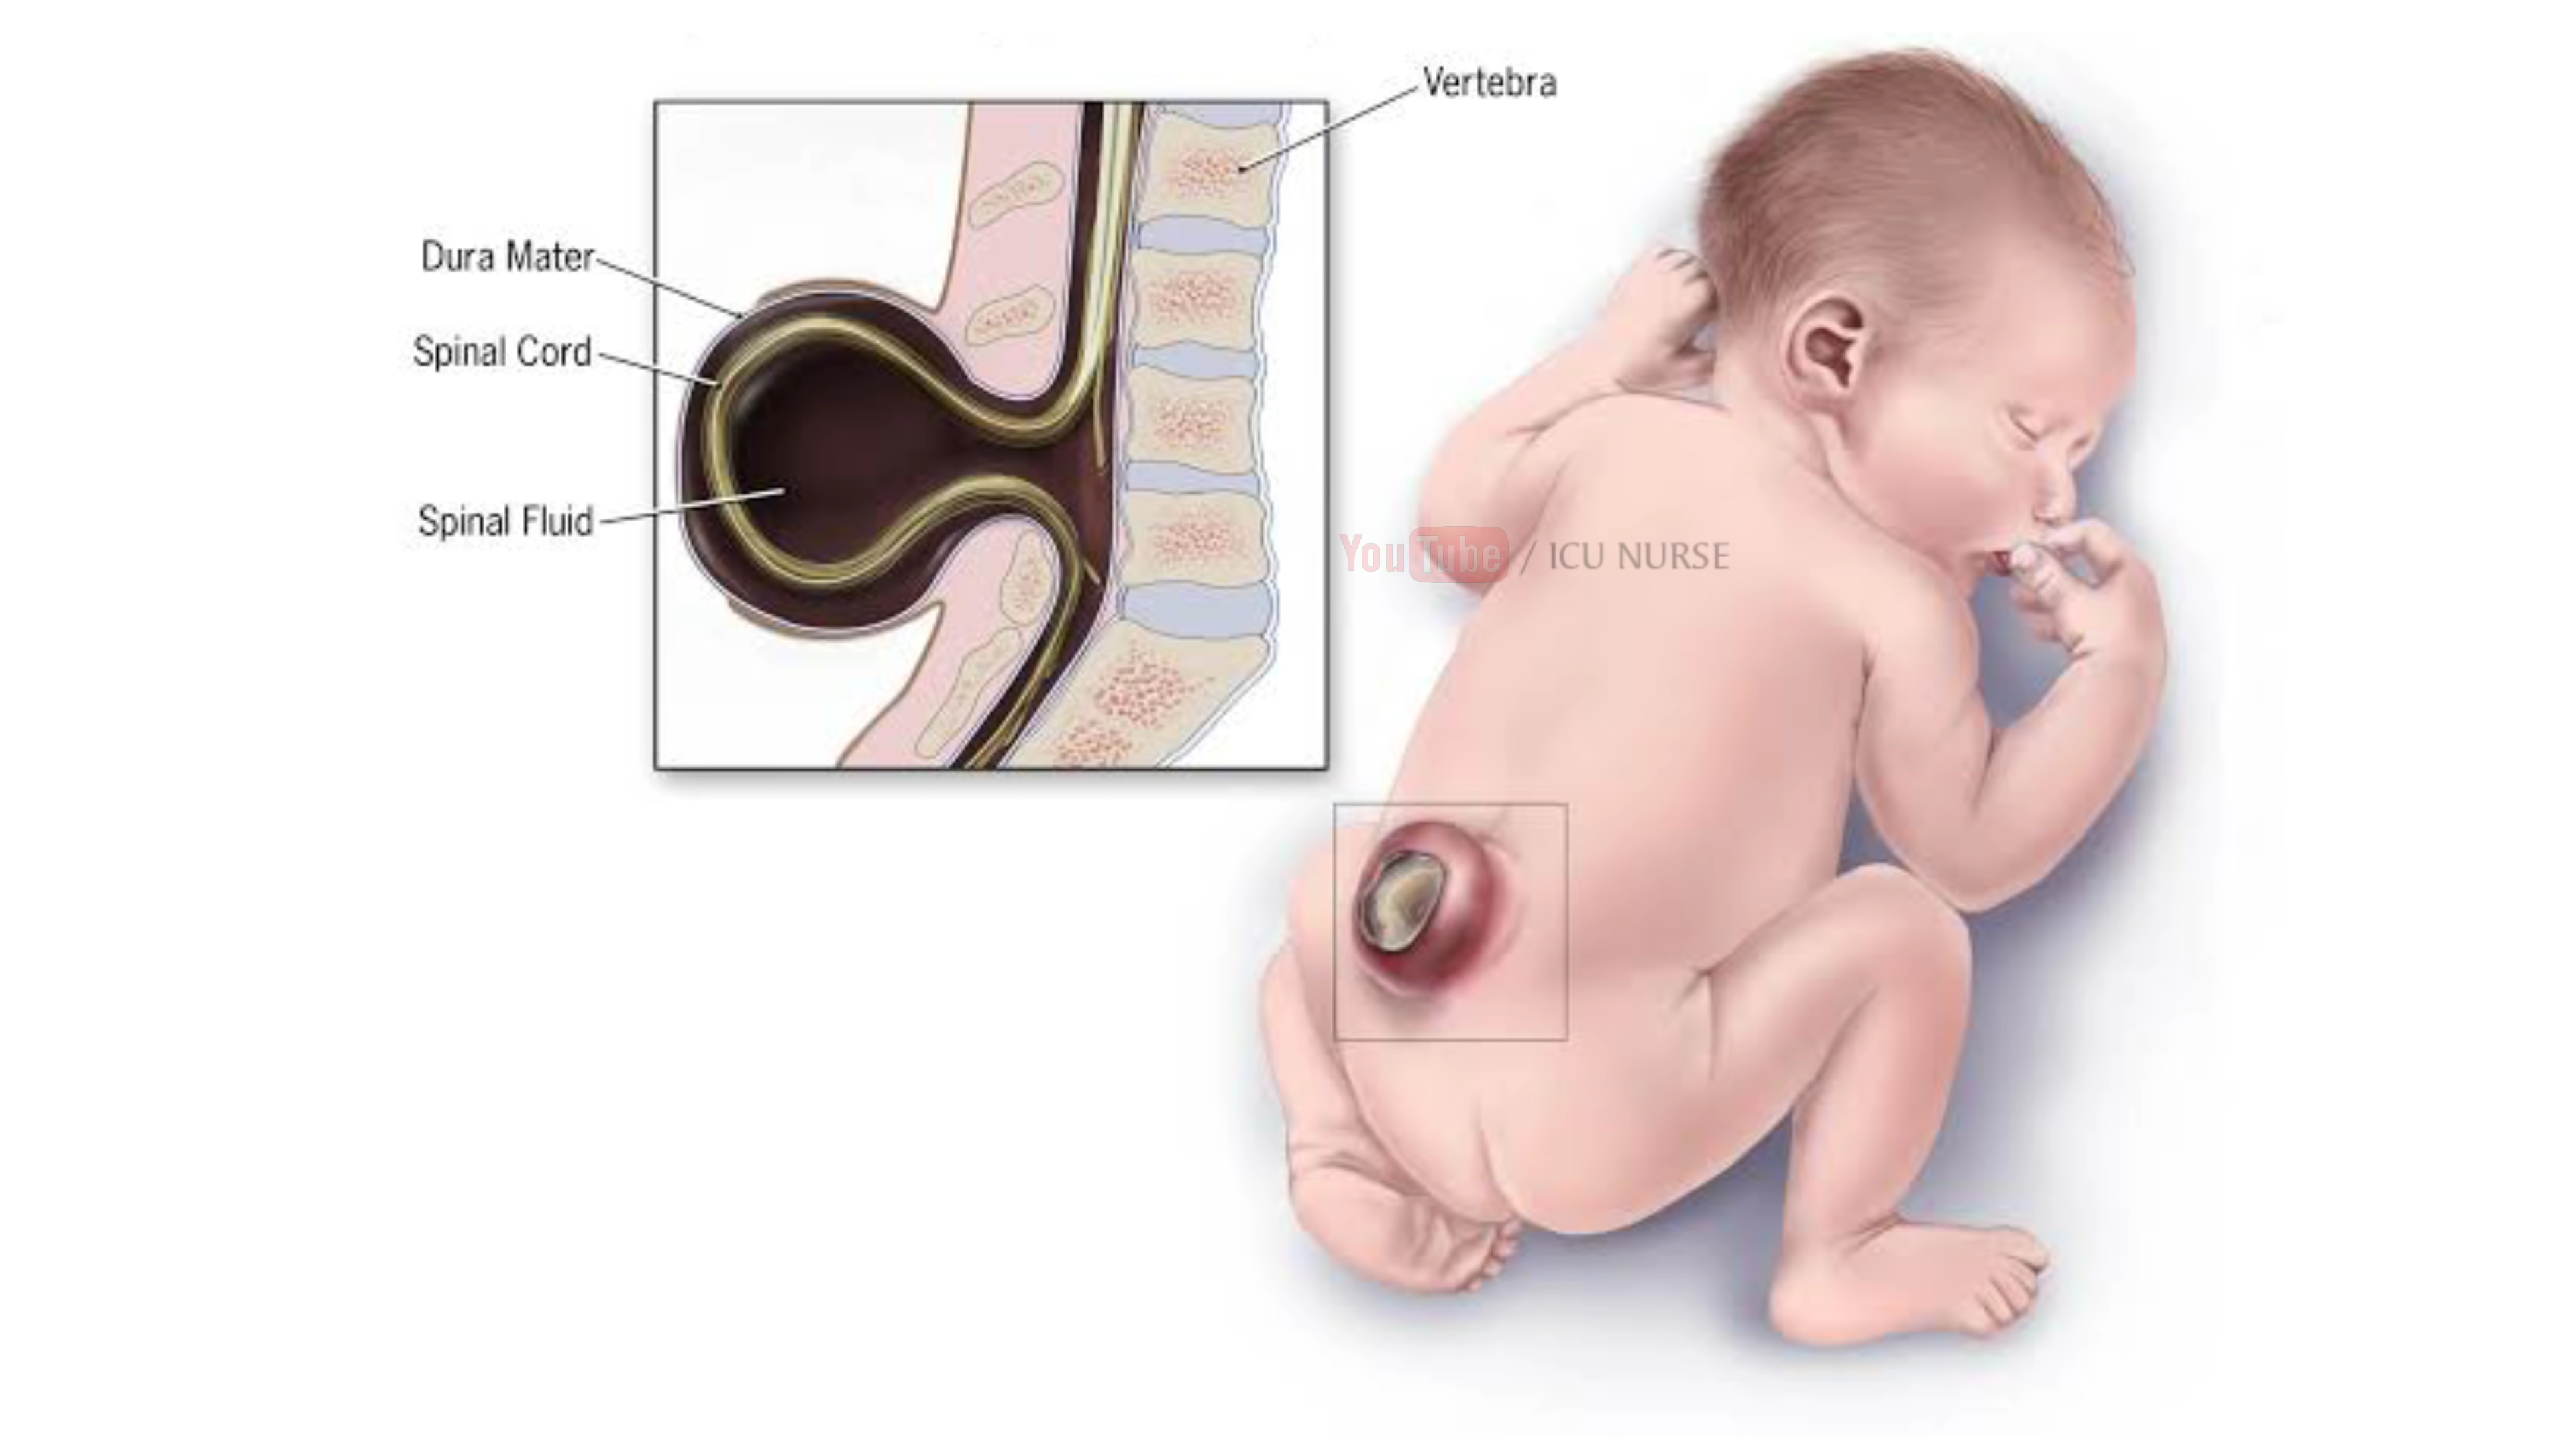 Vertebra
Dura Mater
Spinal Cord
Spinal Fluid
YouTube / ICU NURSE